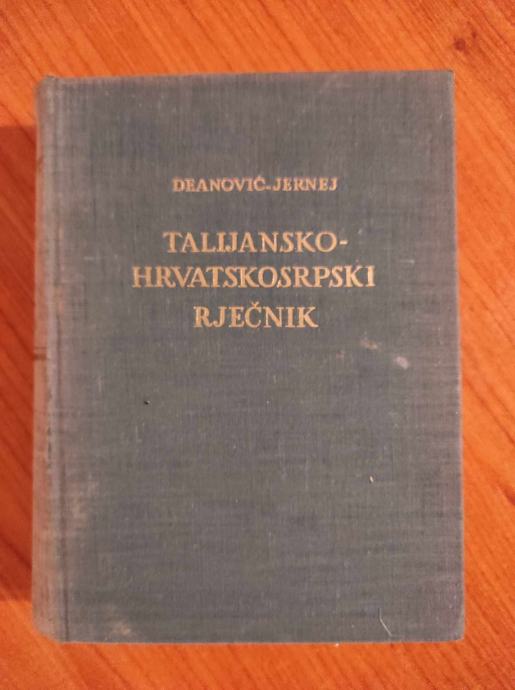 DEANOVIĆ-JERNEJ
TALIJANSKO-
HRVATSKOSRPSKI
RJEČNIK